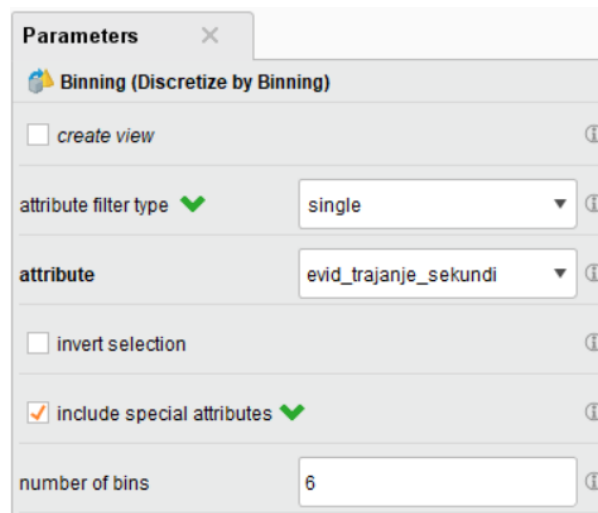 Parameters
Binning (Discretize by Binning)
create view
attribute filter type single
attribute evid_trajanje_sekundi
invert selection
include special attributes
number of bins 6